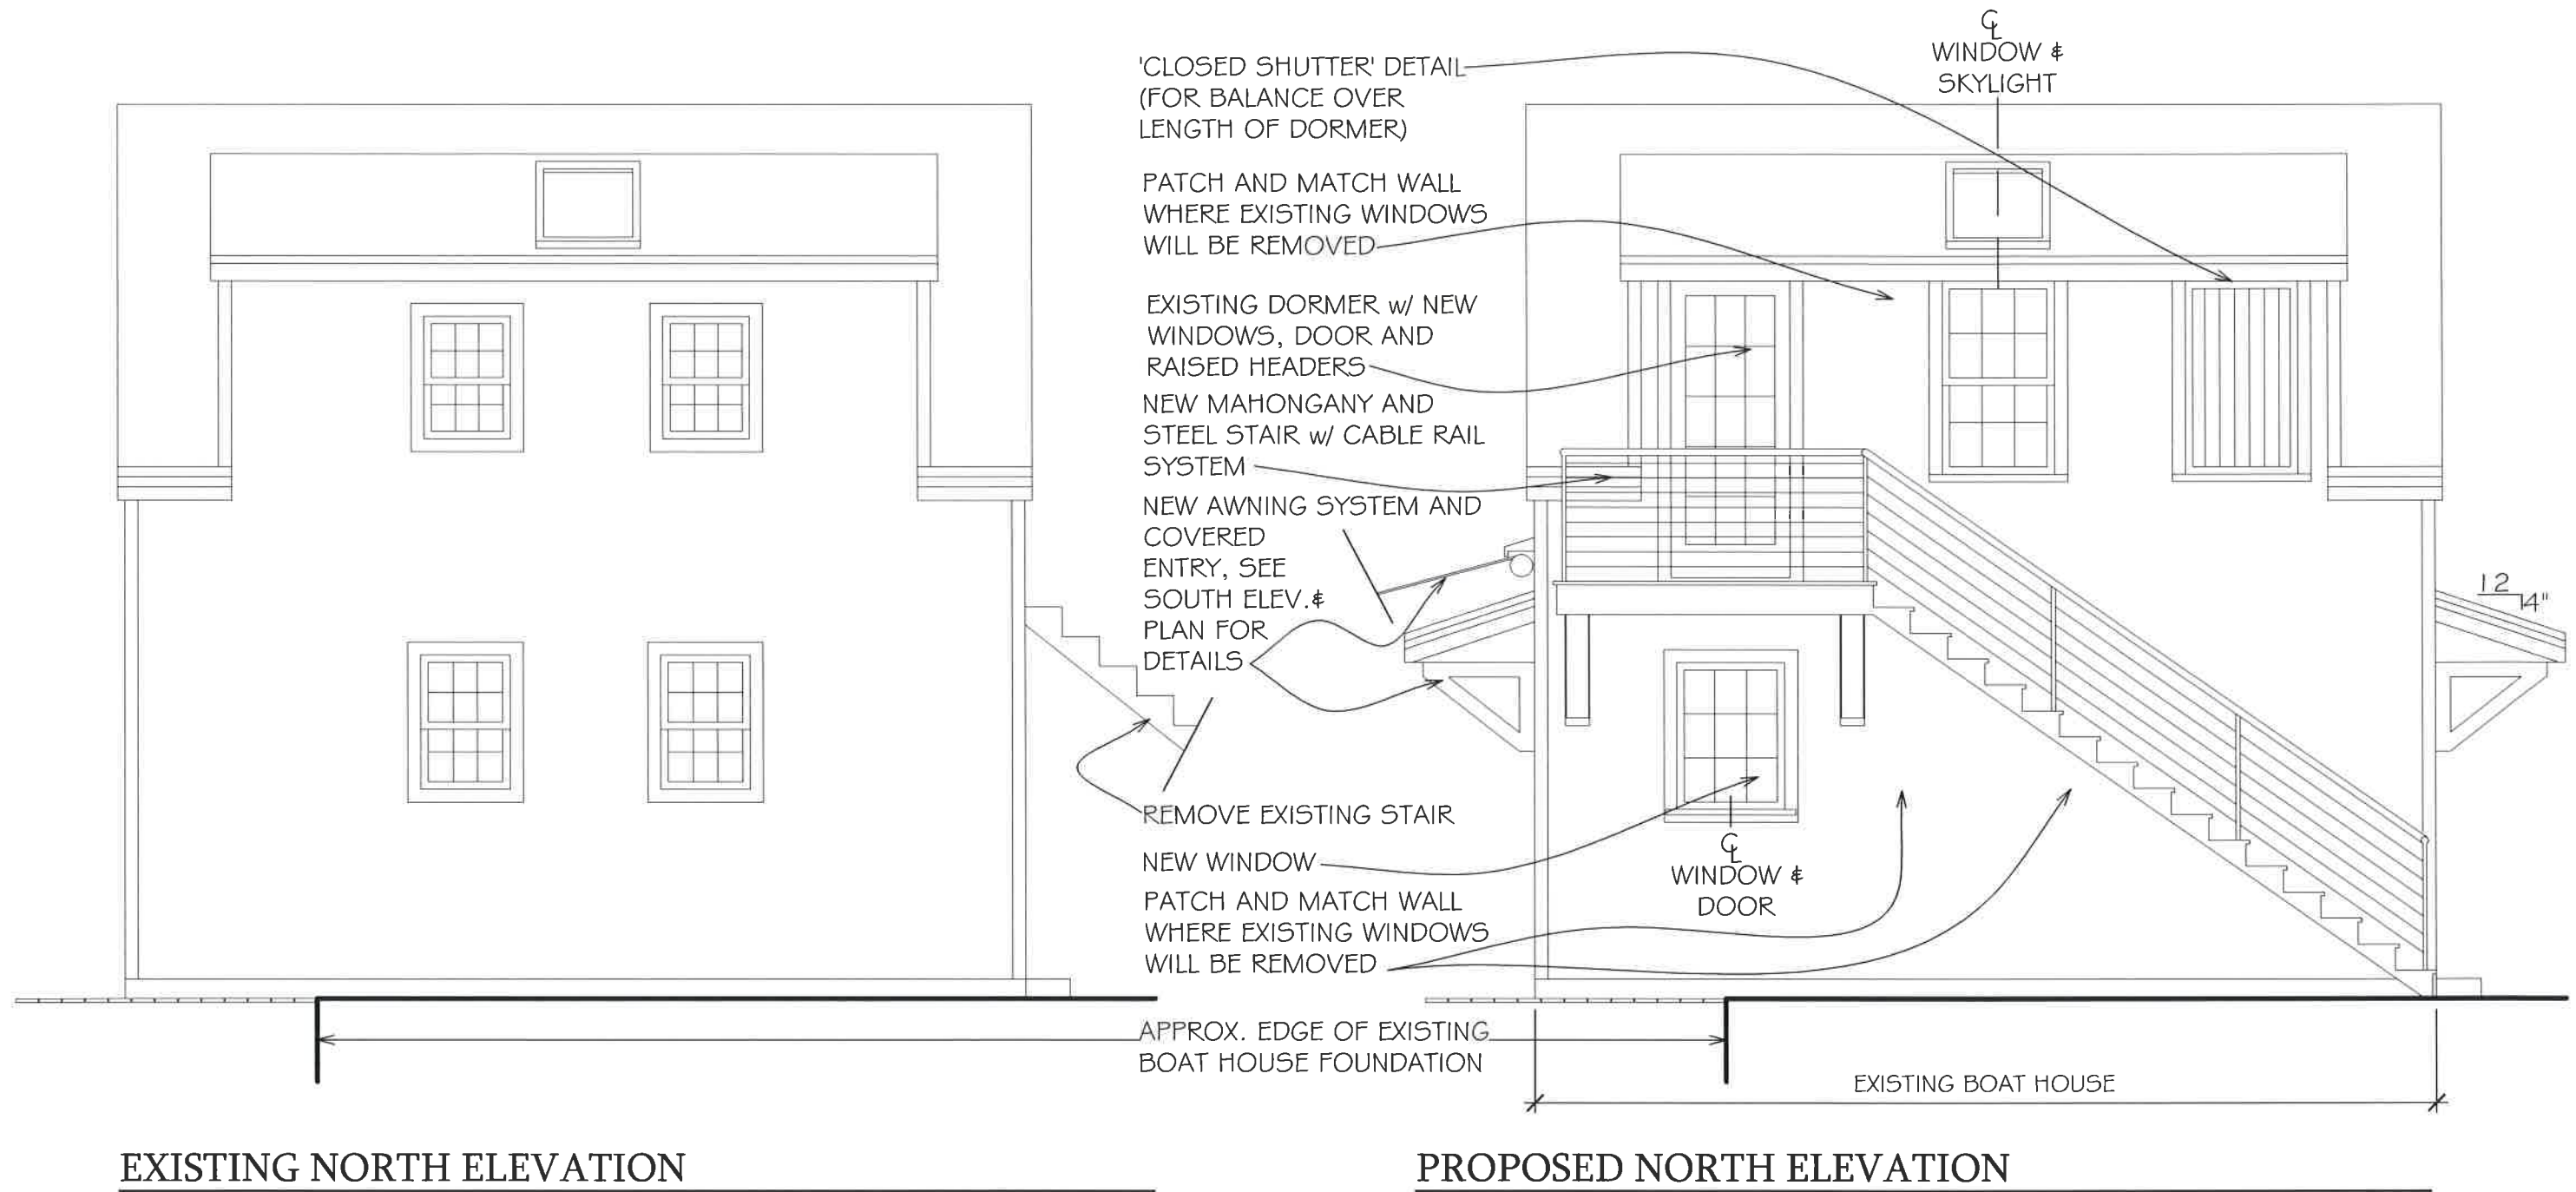 'CLOSED SHUTTER' DETAIL
(FOR BALANCE OVER
LENGTH OF DORMER)
PATCH AND MATCH WALL
WHERE EXISTING WINDOWS
WILL BE REMOVED
EXISTING DORMER w/ NEW
WINDOWS, DOOR AND
RAISED HEADERS
NEW MAHONGANY AND
STEEL STAIR w/ CABLE RAIL
SYSTEM
NEW AWNING SYSTEM AND
COVERED
ENTRY, SEE
SOUTH ELEV.&
PLAN FOR
DETAILS
REMOVE EXISTING STAIR
NEW WINDOW
PATCH AND MATCH WALL
WHERE EXISTING WINDOWS
WILL BE REMOVED
APPROX. EDGE OF EXISTING
BOAT HOUSE FOUNDATION
℄
WINDOW &
SKYLIGHT
12
4"
℄
WINDOW &
DOOR
EXISTING BOAT HOUSE
EXISTING NORTH ELEVATION
PROPOSED NORTH ELEVATION